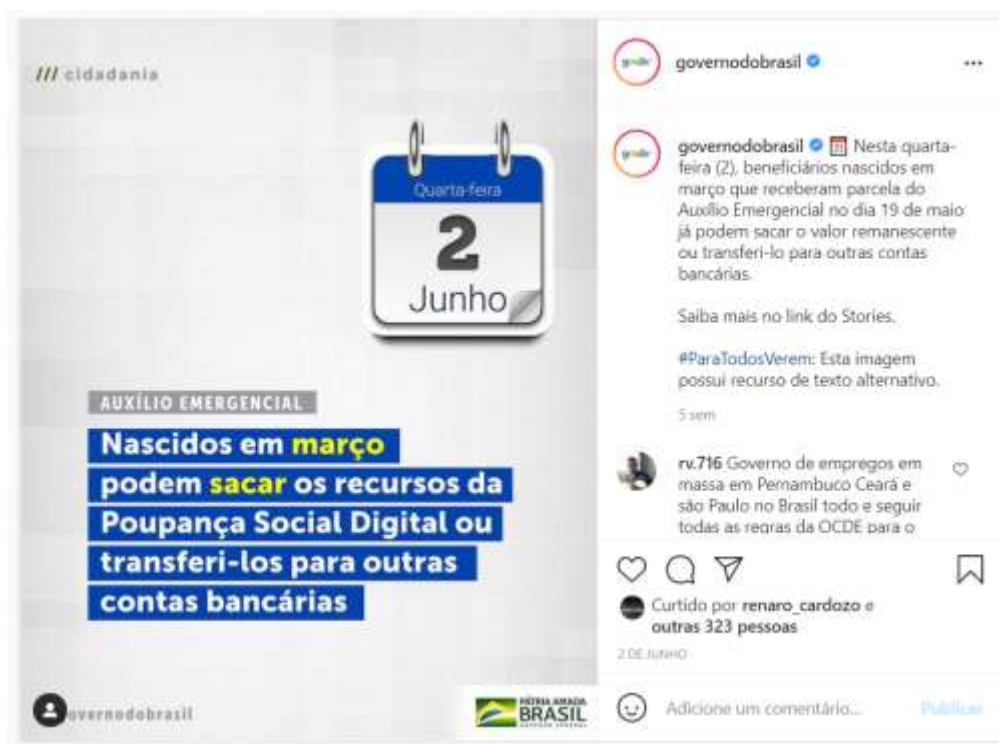 /// cidadania
Quarta-feira
2
Junho
AUXÍLIO EMERGENCIAL
Nascidos em março
podem sacar os recursos da
Poupança Social Digital ou
transferi-los para outras
contas bancárias
overnodobrasil
PÁTRIA AMADA
BRASIL
governodobrasil
governodobrasil Nesta quarta-
feira (2), beneficiários nascidos em
março que receberam parcela do
Auxílio Emergencial no dia 19 de maio
já podem sacar o valor remanescente
ou transferi-lo para outras contas
bancárias.
Saiba mais no link do Stories.
#ParaTodosVerem: Esta imagem
possui recurso de texto alternativo.
5 sem
rv.716 Governo de empregos em
massa em Pernambuco Ceará e
são Paulo no Brasil todo e seguir
todas as regras da OCDE para o
Curtido por renaro_cardozo e
outras 323 pessoas
2 DE JUNHO
Adicione um comentário... Publicar